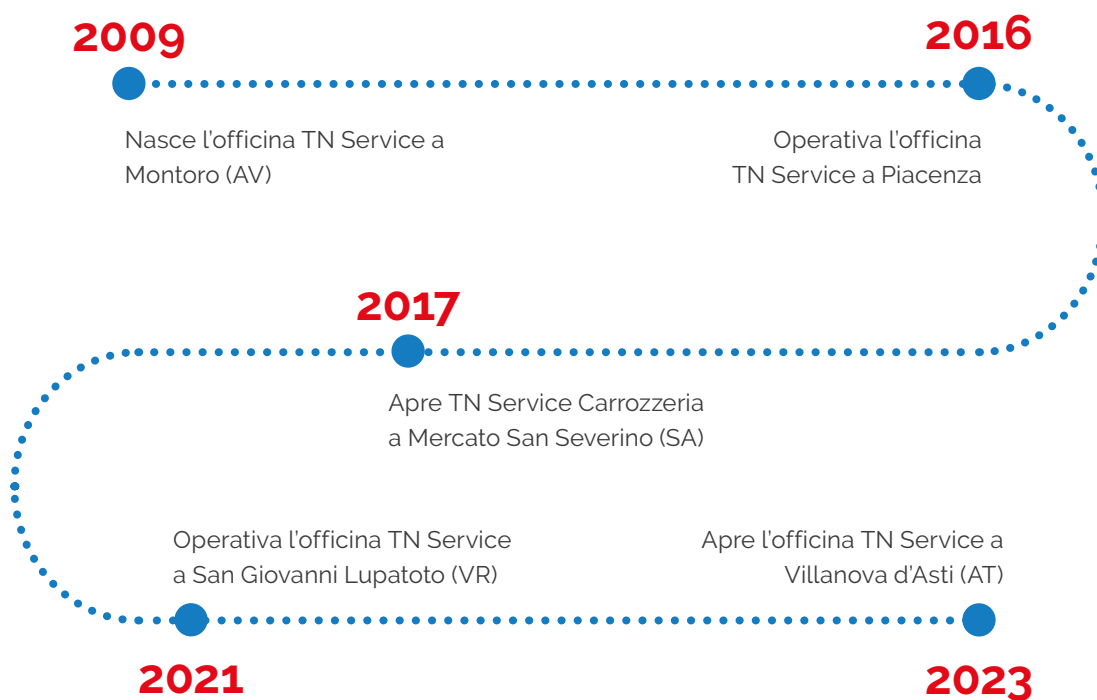 2009
Nasce l'officina TN Service a
Montoro (AV)
2016
Operativa l'officina
TN Service a Piacenza
2017
Apre TN Service Carrozzeria
a Mercato San Severino (SA)
Operativa l'officina TN Service
a San Giovanni Lupatoto (VR)
2021
Apre l'officina TN Service a
Villanova d'Asti (AT)
2023